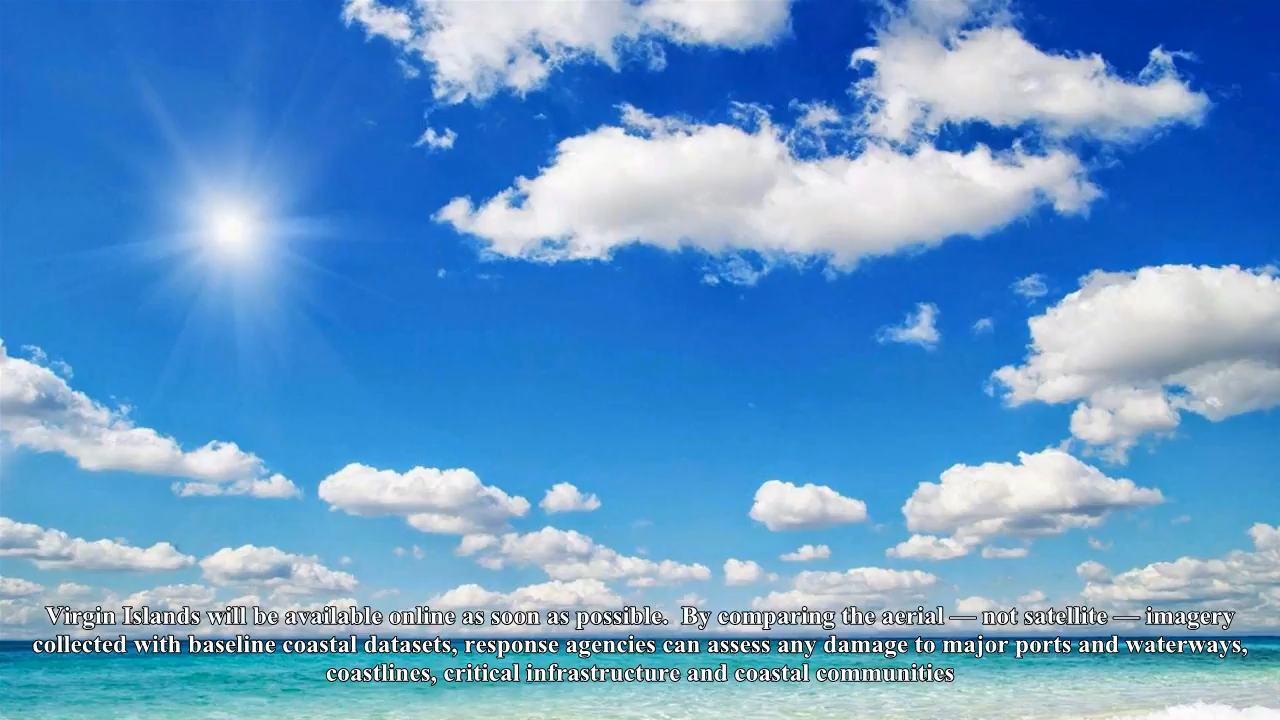 Virgin Islands will be available online as soon as possible.  By comparing the aerial — not satellite — imagery
collected with baseline coastal datasets, response agencies can assess any damage to major ports and waterways,
coastlines, critical infrastructure and coastal communities